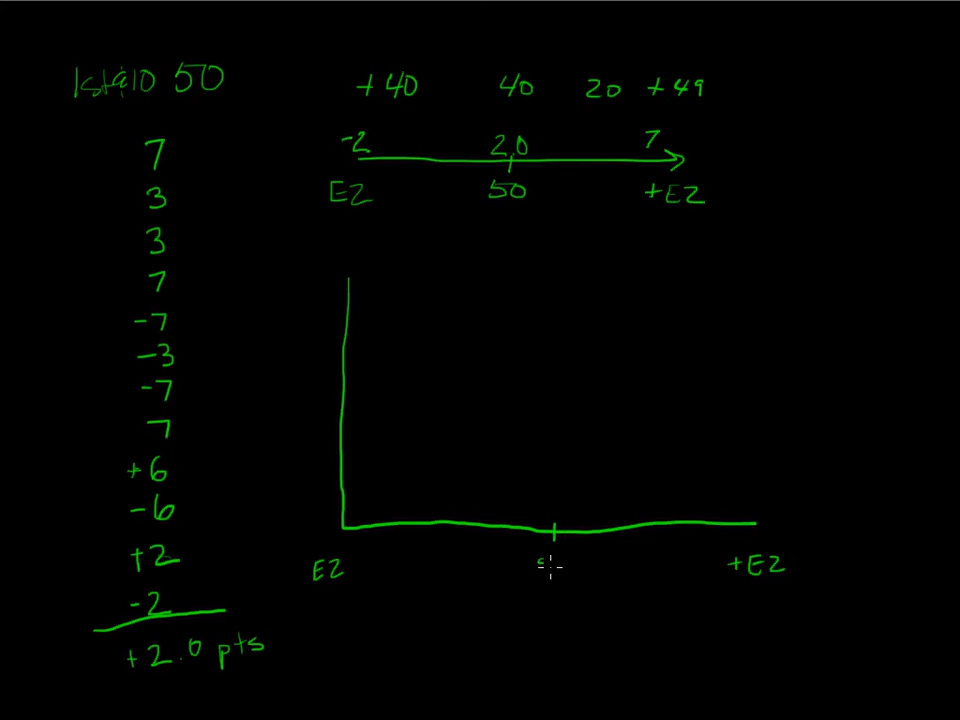 1st&10 50
7
3
3
7
-7
-3
-7
7
+6
-6
+2
-2
+2.0 pts
+40 40 20 +49
-2 2.0 7
EZ 50 +EZ
EZ +EZ